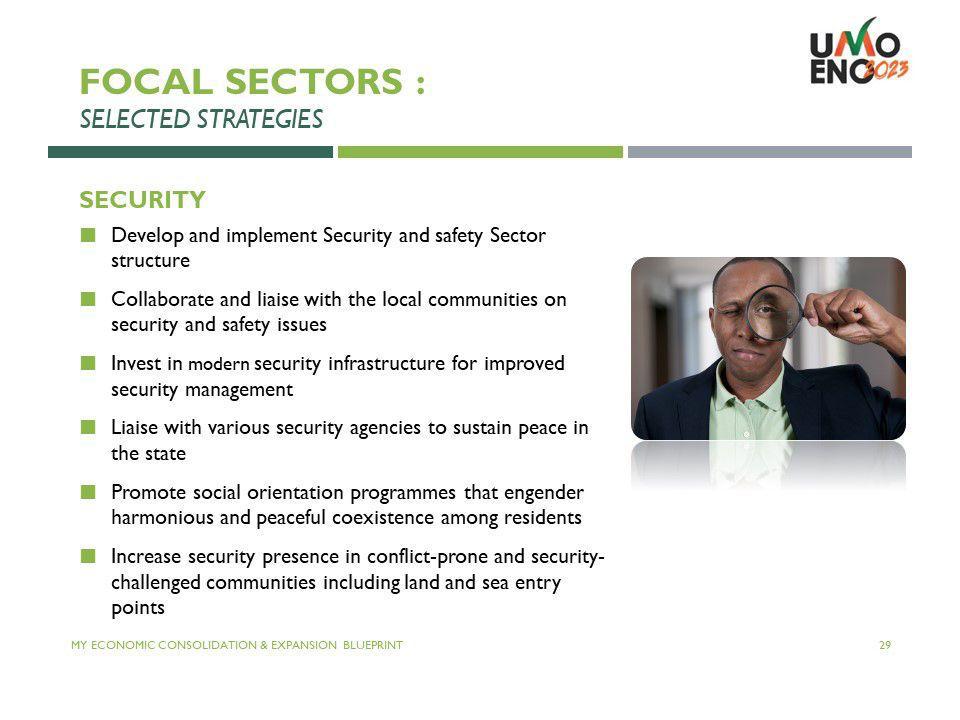 UMO
ENO 2023
FOCAL SECTORS :
SELECTED STRATEGIES
SECURITY
Develop and implement Security and safety Sector
structure
Collaborate and liaise with the local communities on
security and safety issues
Invest in modern security infrastructure for improved
security management
Liaise with various security agencies to sustain peace in
the state
Promote social orientation programmes that engender
harmonious and peaceful coexistence among residents
Increase security presence in conflict-prone and security-
challenged communities including land and sea entry
points
MY ECONOMIC CONSOLIDATION & EXPANSION BLUEPRINT 29